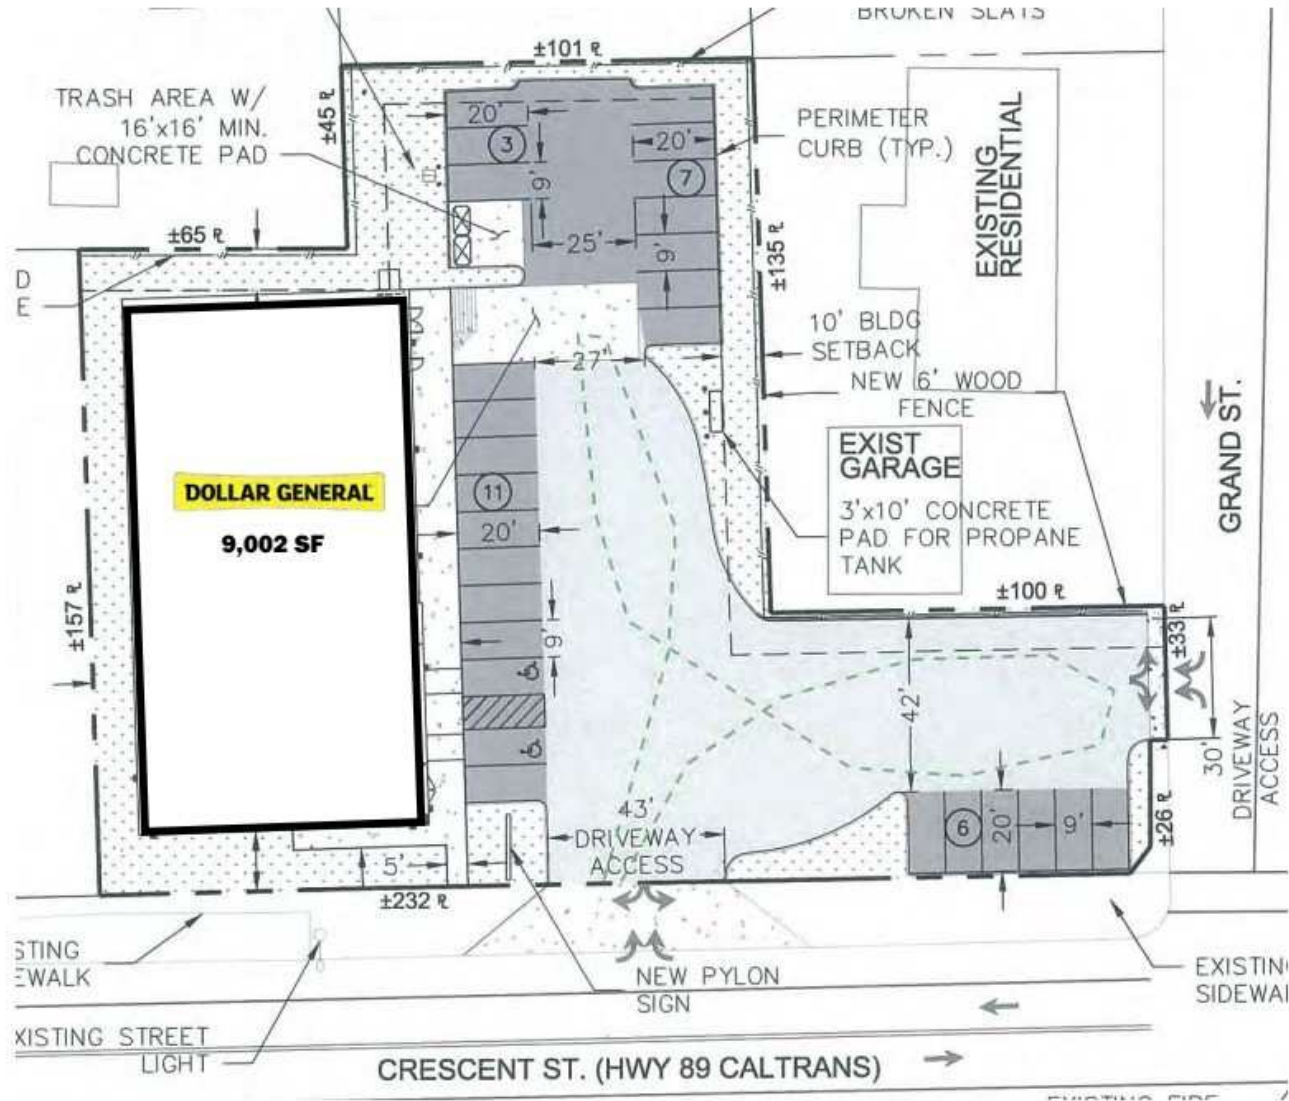 BROKEN SLATS
±101 ⅊
TRASH AREA W/
16'x16' MIN.
CONCRETE PAD
±45 ⅊
20'
3
9'
20'
7
9'
25'
PERIMETER
CURB (TYP.)
EXISTING
RESIDENTIAL
±65 ⅊
±135 ⅊
D
E
10' BLDG
SETBACK
27'
NEW 6' WOOD
FENCE
GRAND ST.
EXIST
GARAGE
3'x10' CONCRETE
PAD FOR PROPANE
TANK
DOLLAR GENERAL
9,002 SF
11
20'
9'
±157 ⅊
±100 ⅊
±33 ⅊
42'
30'
DRIVEWAY
ACCESS
43'
DRIVEWAY
ACCESS
6
20'
9'
±26 ⅊
5'
±232 ⅊
STING
EWALK
NEW PYLON
SIGN
EXISTIN
SIDEWA
XISTING STREET
LIGHT
CRESCENT ST. (HWY 89 CALTRANS)
EXISTING FIRE